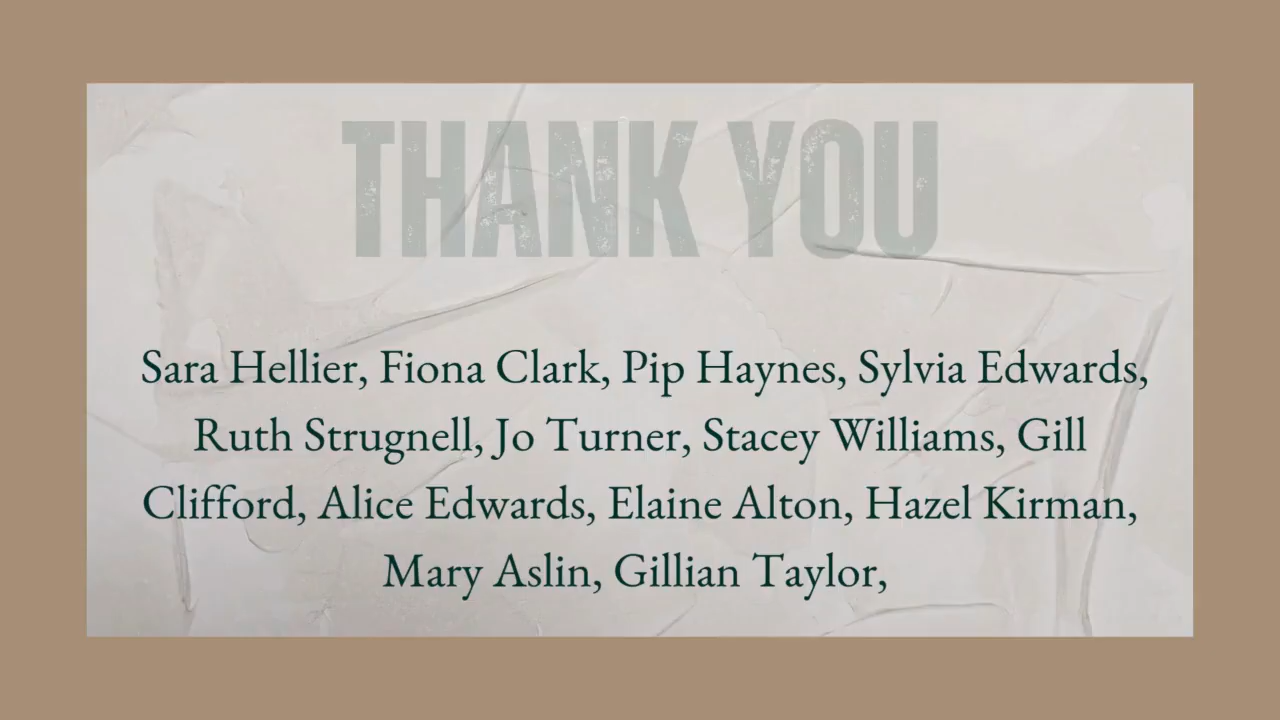 THANK YOU
Sara Hellier, Fiona Clark, Pip Haynes, Sylvia Edwards,
Ruth Strugnell, Jo Turner, Stacey Williams, Gill
Clifford, Alice Edwards, Elaine Alton, Hazel Kirman,
Mary Aslin, Gillian Taylor,